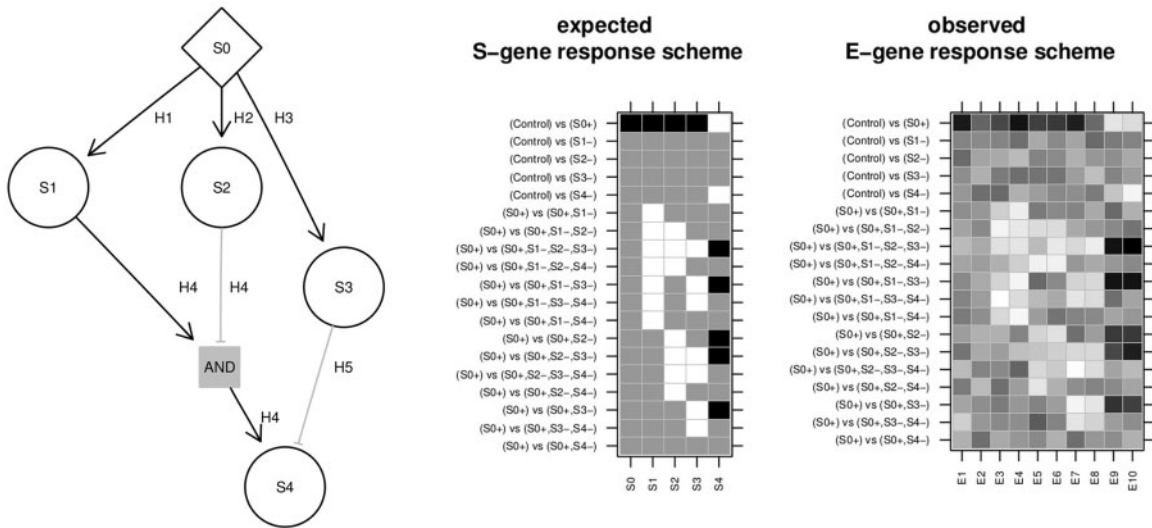 S0
H1
H2
H3
S1
S2
S3
H4
H4
H5
AND
H4
S4
expected
S−gene response scheme
(Control) vs (S0+)
(Control) vs (S1−)
(Control) vs (S2−)
(Control) vs (S3−)
(Control) vs (S4−)
(S0+) vs (S0+,S1−)
(S0+) vs (S0+,S1−,S2−)
(S0+) vs (S0+,S1−,S2−,S3−)
(S0+) vs (S0+,S1−,S2−,S4−)
(S0+) vs (S0+,S1−,S3−)
(S0+) vs (S0+,S1−,S3−,S4−)
(S0+) vs (S0+,S1−,S4−)
(S0+) vs (S0+,S2−)
(S0+) vs (S0+,S2−,S3−)
(S0+) vs (S0+,S2−,S3−,S4−)
(S0+) vs (S0+,S2−,S4−)
(S0+) vs (S0+,S3−)
(S0+) vs (S0+,S3−,S4−)
(S0+) vs (S0+,S4−)
S0 S1 S2 S3 S4
observed
E−gene response scheme
(Control) vs (S0+)
(Control) vs (S1−)
(Control) vs (S2−)
(Control) vs (S3−)
(Control) vs (S4−)
(S0+) vs (S0+,S1−)
(S0+) vs (S0+,S1−,S2−)
(S0+) vs (S0+,S1−,S2−,S3−)
(S0+) vs (S0+,S1−,S2−,S4−)
(S0+) vs (S0+,S1−,S3−)
(S0+) vs (S0+,S1−,S3−,S4−)
(S0+) vs (S0+,S1−,S4−)
(S0+) vs (S0+,S2−)
(S0+) vs (S0+,S2−,S3−)
(S0+) vs (S0+,S2−,S3−,S4−)
(S0+) vs (S0+,S2−,S4−)
(S0+) vs (S0+,S3−)
(S0+) vs (S0+,S3−,S4−)
(S0+) vs (S0+,S4−)
E1 E2 E3 E4 E5 E6 E7 E8 E9 E10